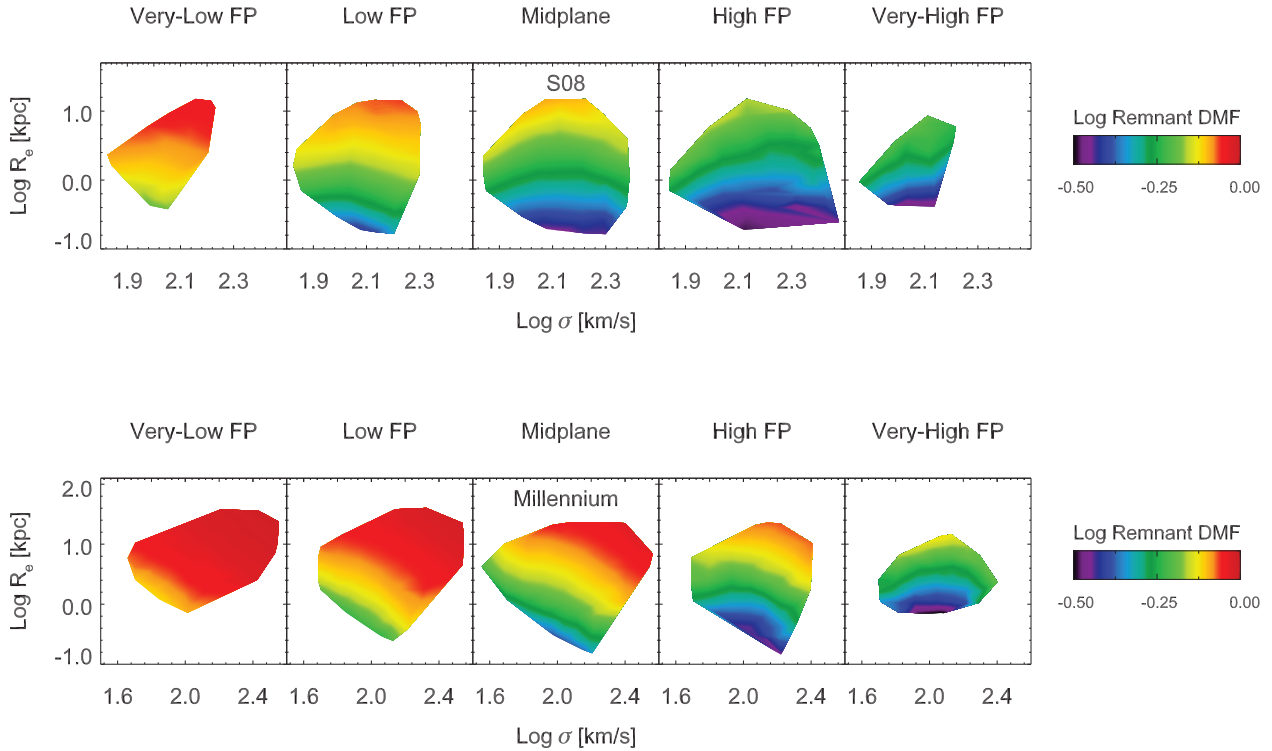 Very-Low FP Low FP Midplane High FP Very-High FP
S08
Log R_e [kpc]
1.0
0.0
-1.0
1.9 2.1 2.3 1.9 2.1 2.3 1.9 2.1 2.3 1.9 2.1 2.3 1.9 2.1 2.3
Log σ [km/s]
Log Remnant DMF
-0.50 -0.25 0.00
Very-Low FP Low FP Midplane High FP Very-High FP
Millennium
Log R_e [kpc]
2.0
1.0
0.0
-1.0
1.6 2.0 2.4 1.6 2.0 2.4 1.6 2.0 2.4 1.6 2.0 2.4 1.6 2.0 2.4
Log σ [km/s]
Log Remnant DMF
-0.50 -0.25 0.00